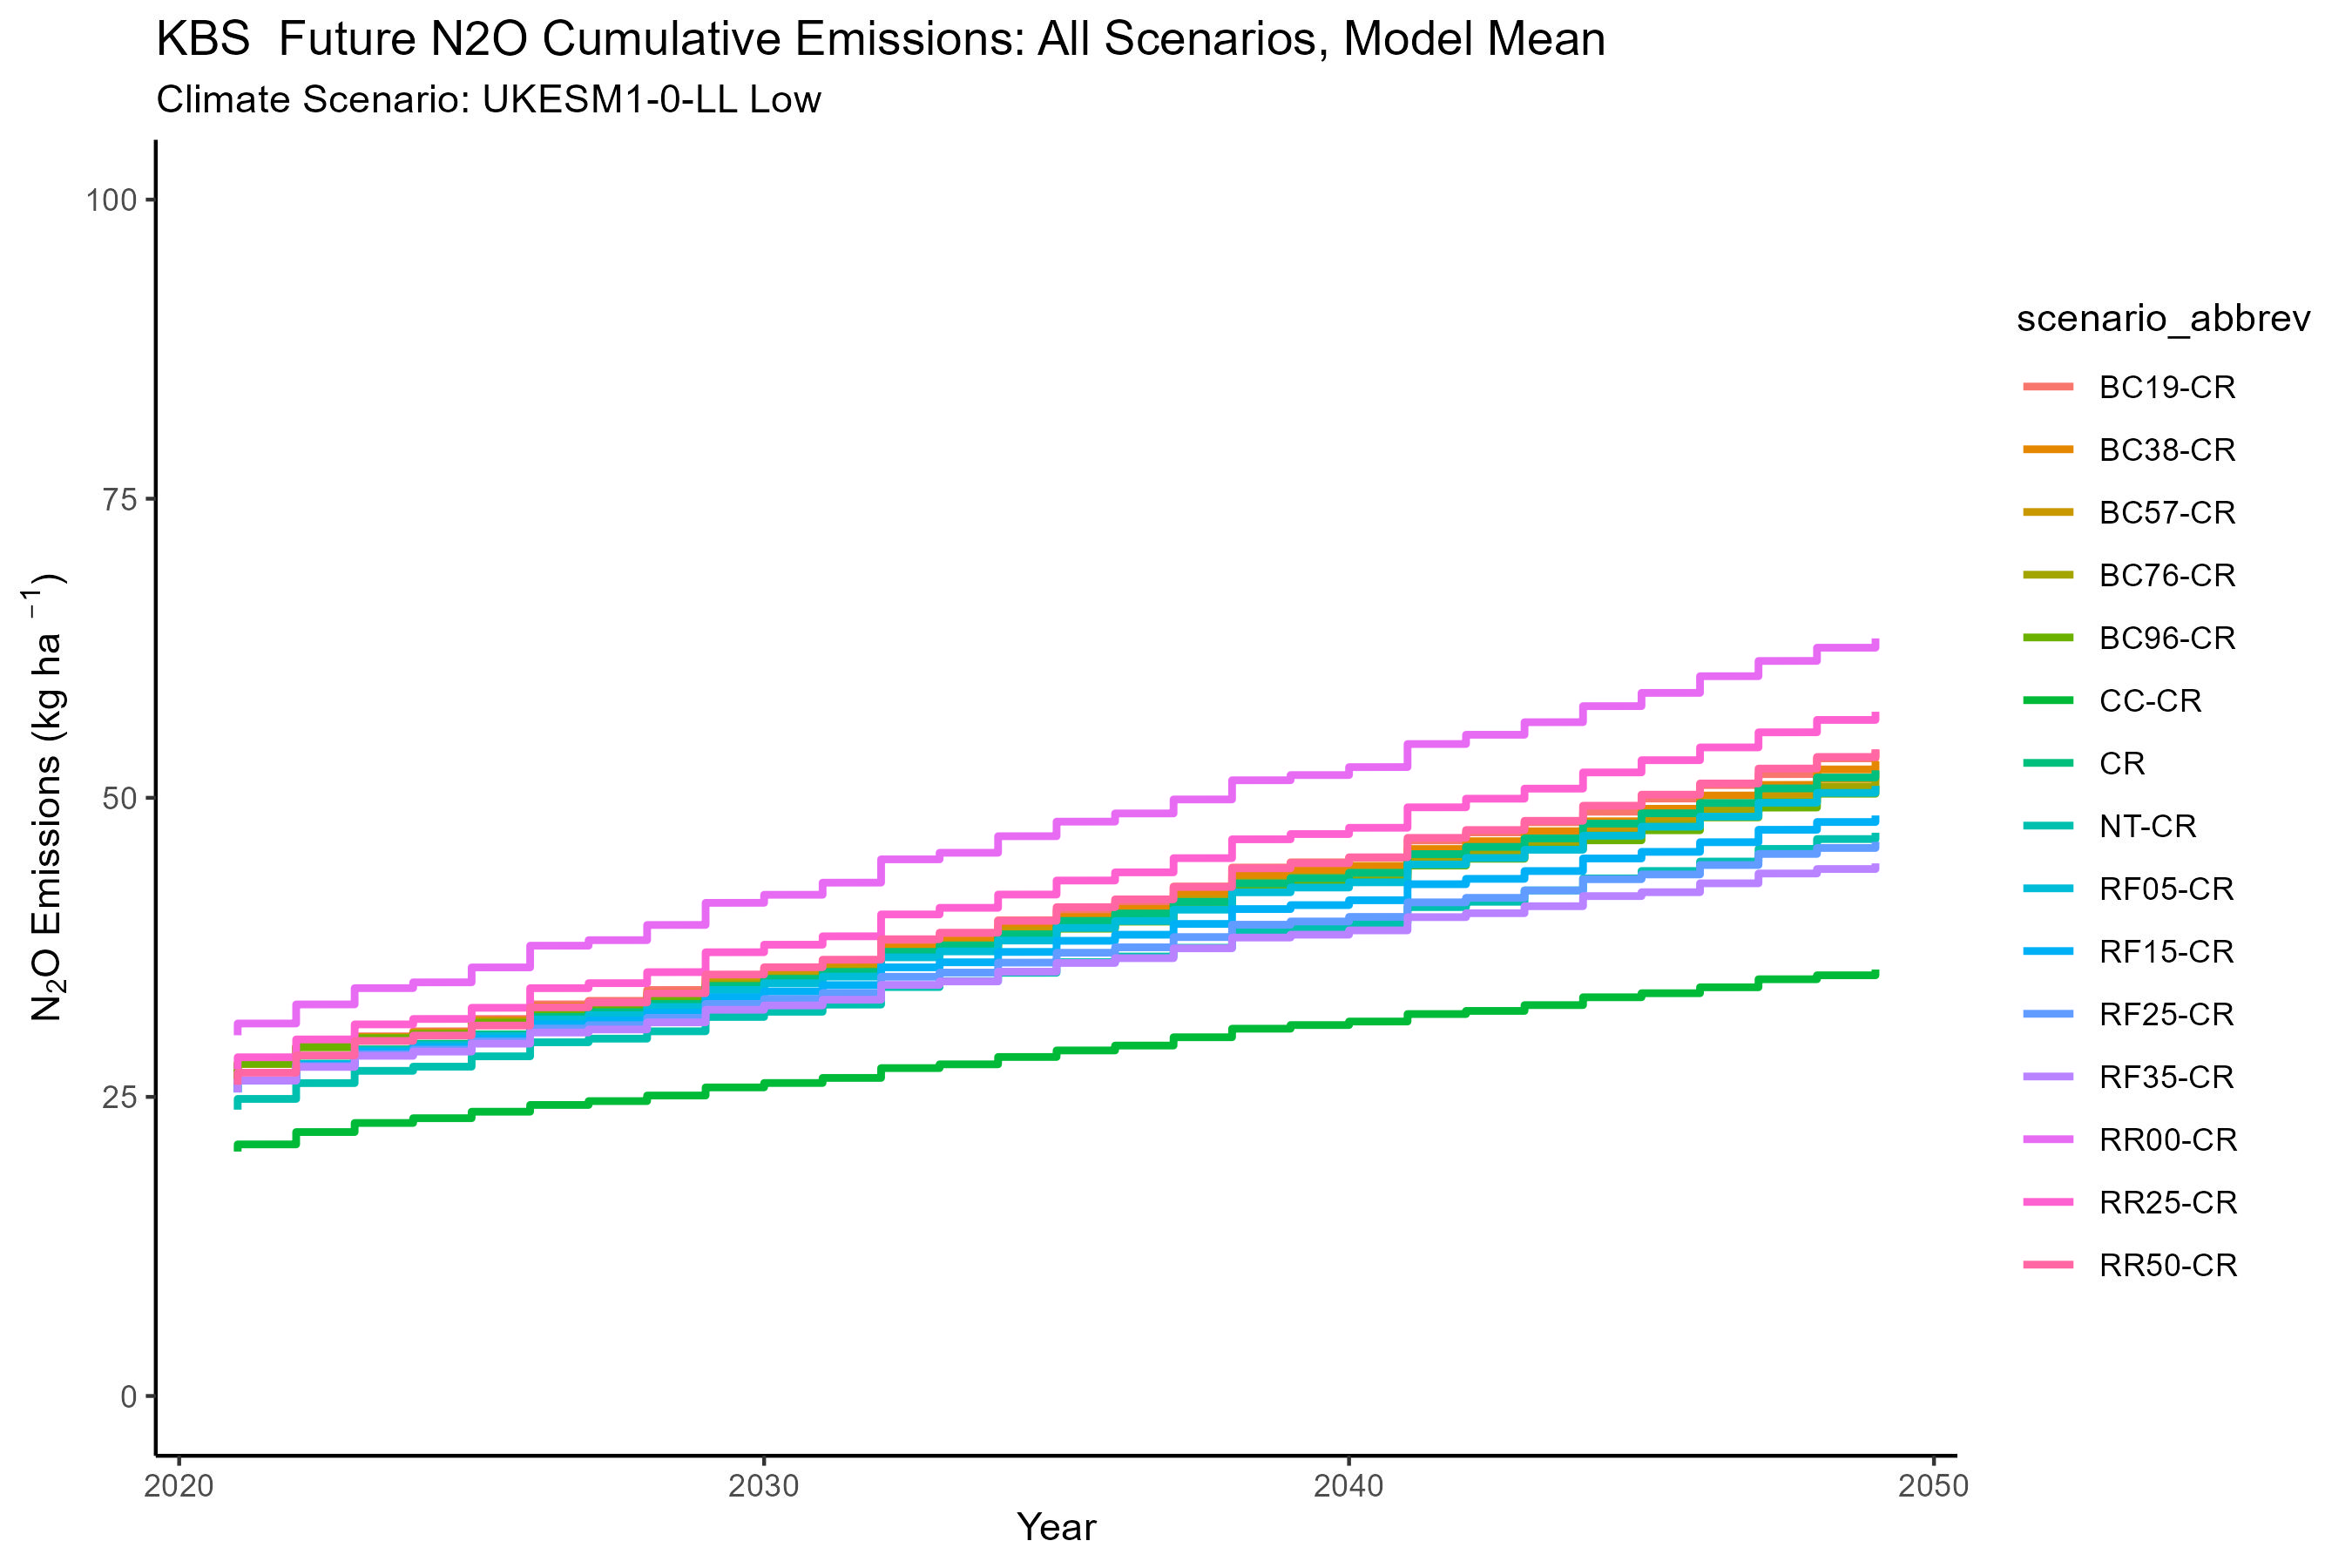 KBS  Future N2O Cumulative Emissions: All Scenarios, Model Mean
Climate Scenario: UKESM1-0-LL Low
N₂O Emissions (kg ha ⁻¹)
100
75
50
25
0
2020
2030
2040
2050
Year
scenario_abbrev
BC19-CR
BC38-CR
BC57-CR
BC76-CR
BC96-CR
CC-CR
CR
NT-CR
RF05-CR
RF15-CR
RF25-CR
RF35-CR
RR00-CR
RR25-CR
RR50-CR